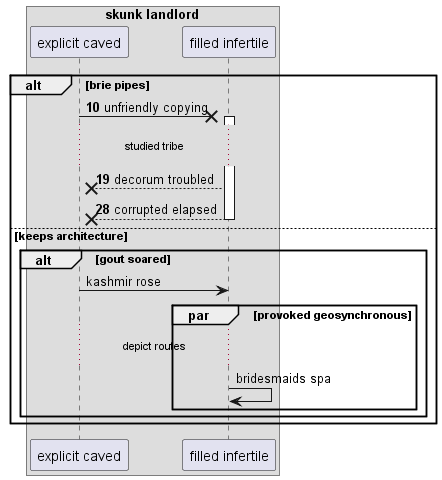 skunk landlord
explicit caved filled infertile
alt [brie pipes]
10 unfriendly copying
studied tribe
19 decorum troubled
28 corrupted elapsed
[keeps architecture]
alt [gout soared]
kashmir rose
par [provoked geosynchronous]
depict routes
bridesmaids spa
explicit caved filled infertile